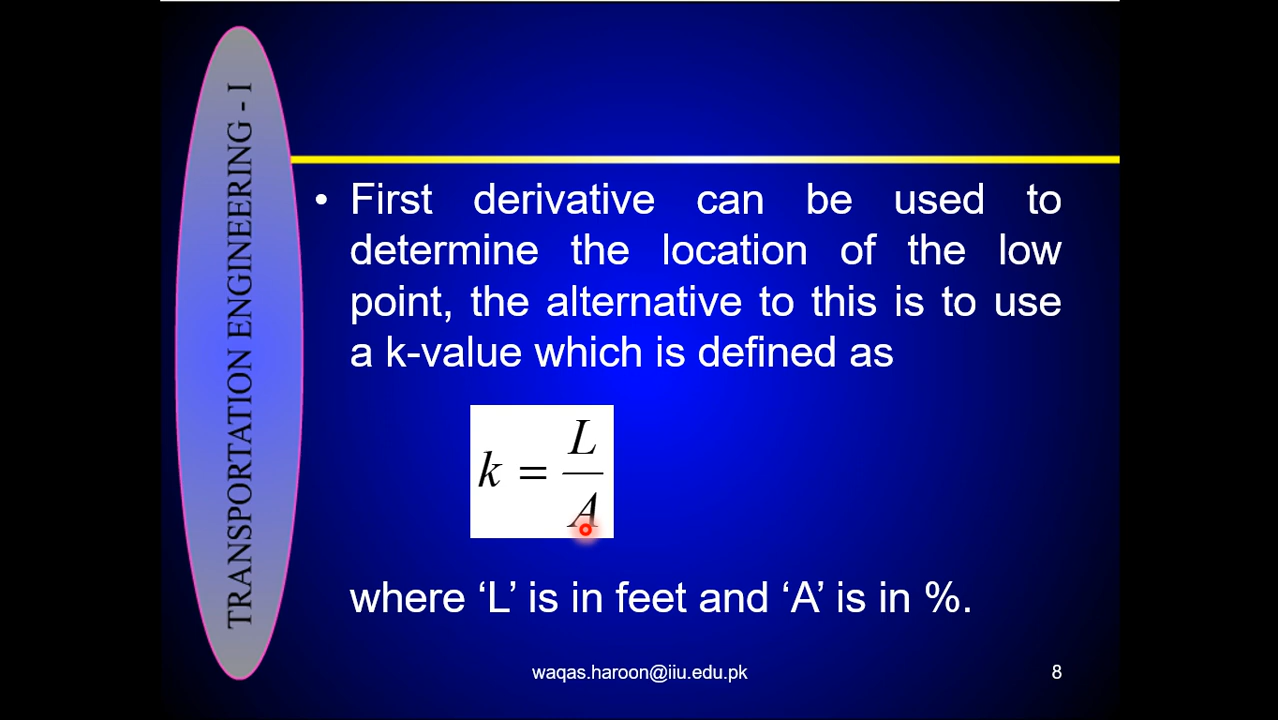 TRANSPORTATION ENGINEERING - I
• First derivative can be used to
determine the location of the low
point, the alternative to this is to use
a k-value which is defined as
k = L / A
where ‘L’ is in feet and ‘A’ is in %.
waqas.haroon@iiu.edu.pk
8